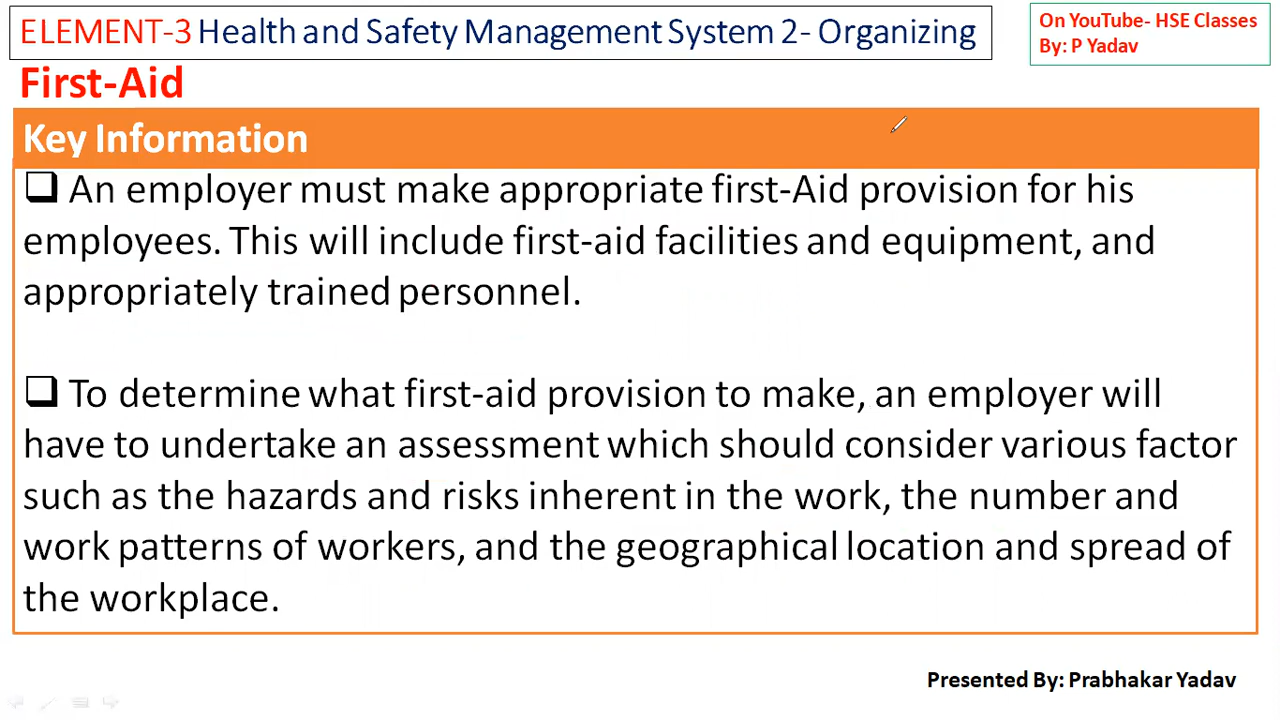 ELEMENT-3 Health and Safety Management System 2- Organizing
On YouTube- HSE Classes
By: P Yadav
First-Aid
Key Information
❑ An employer must make appropriate first-Aid provision for his
employees. This will include first-aid facilities and equipment, and
appropriately trained personnel.
❑ To determine what first-aid provision to make, an employer will
have to undertake an assessment which should consider various factor
such as the hazards and risks inherent in the work, the number and
work patterns of workers, and the geographical location and spread of
the workplace.
Presented By: Prabhakar Yadav